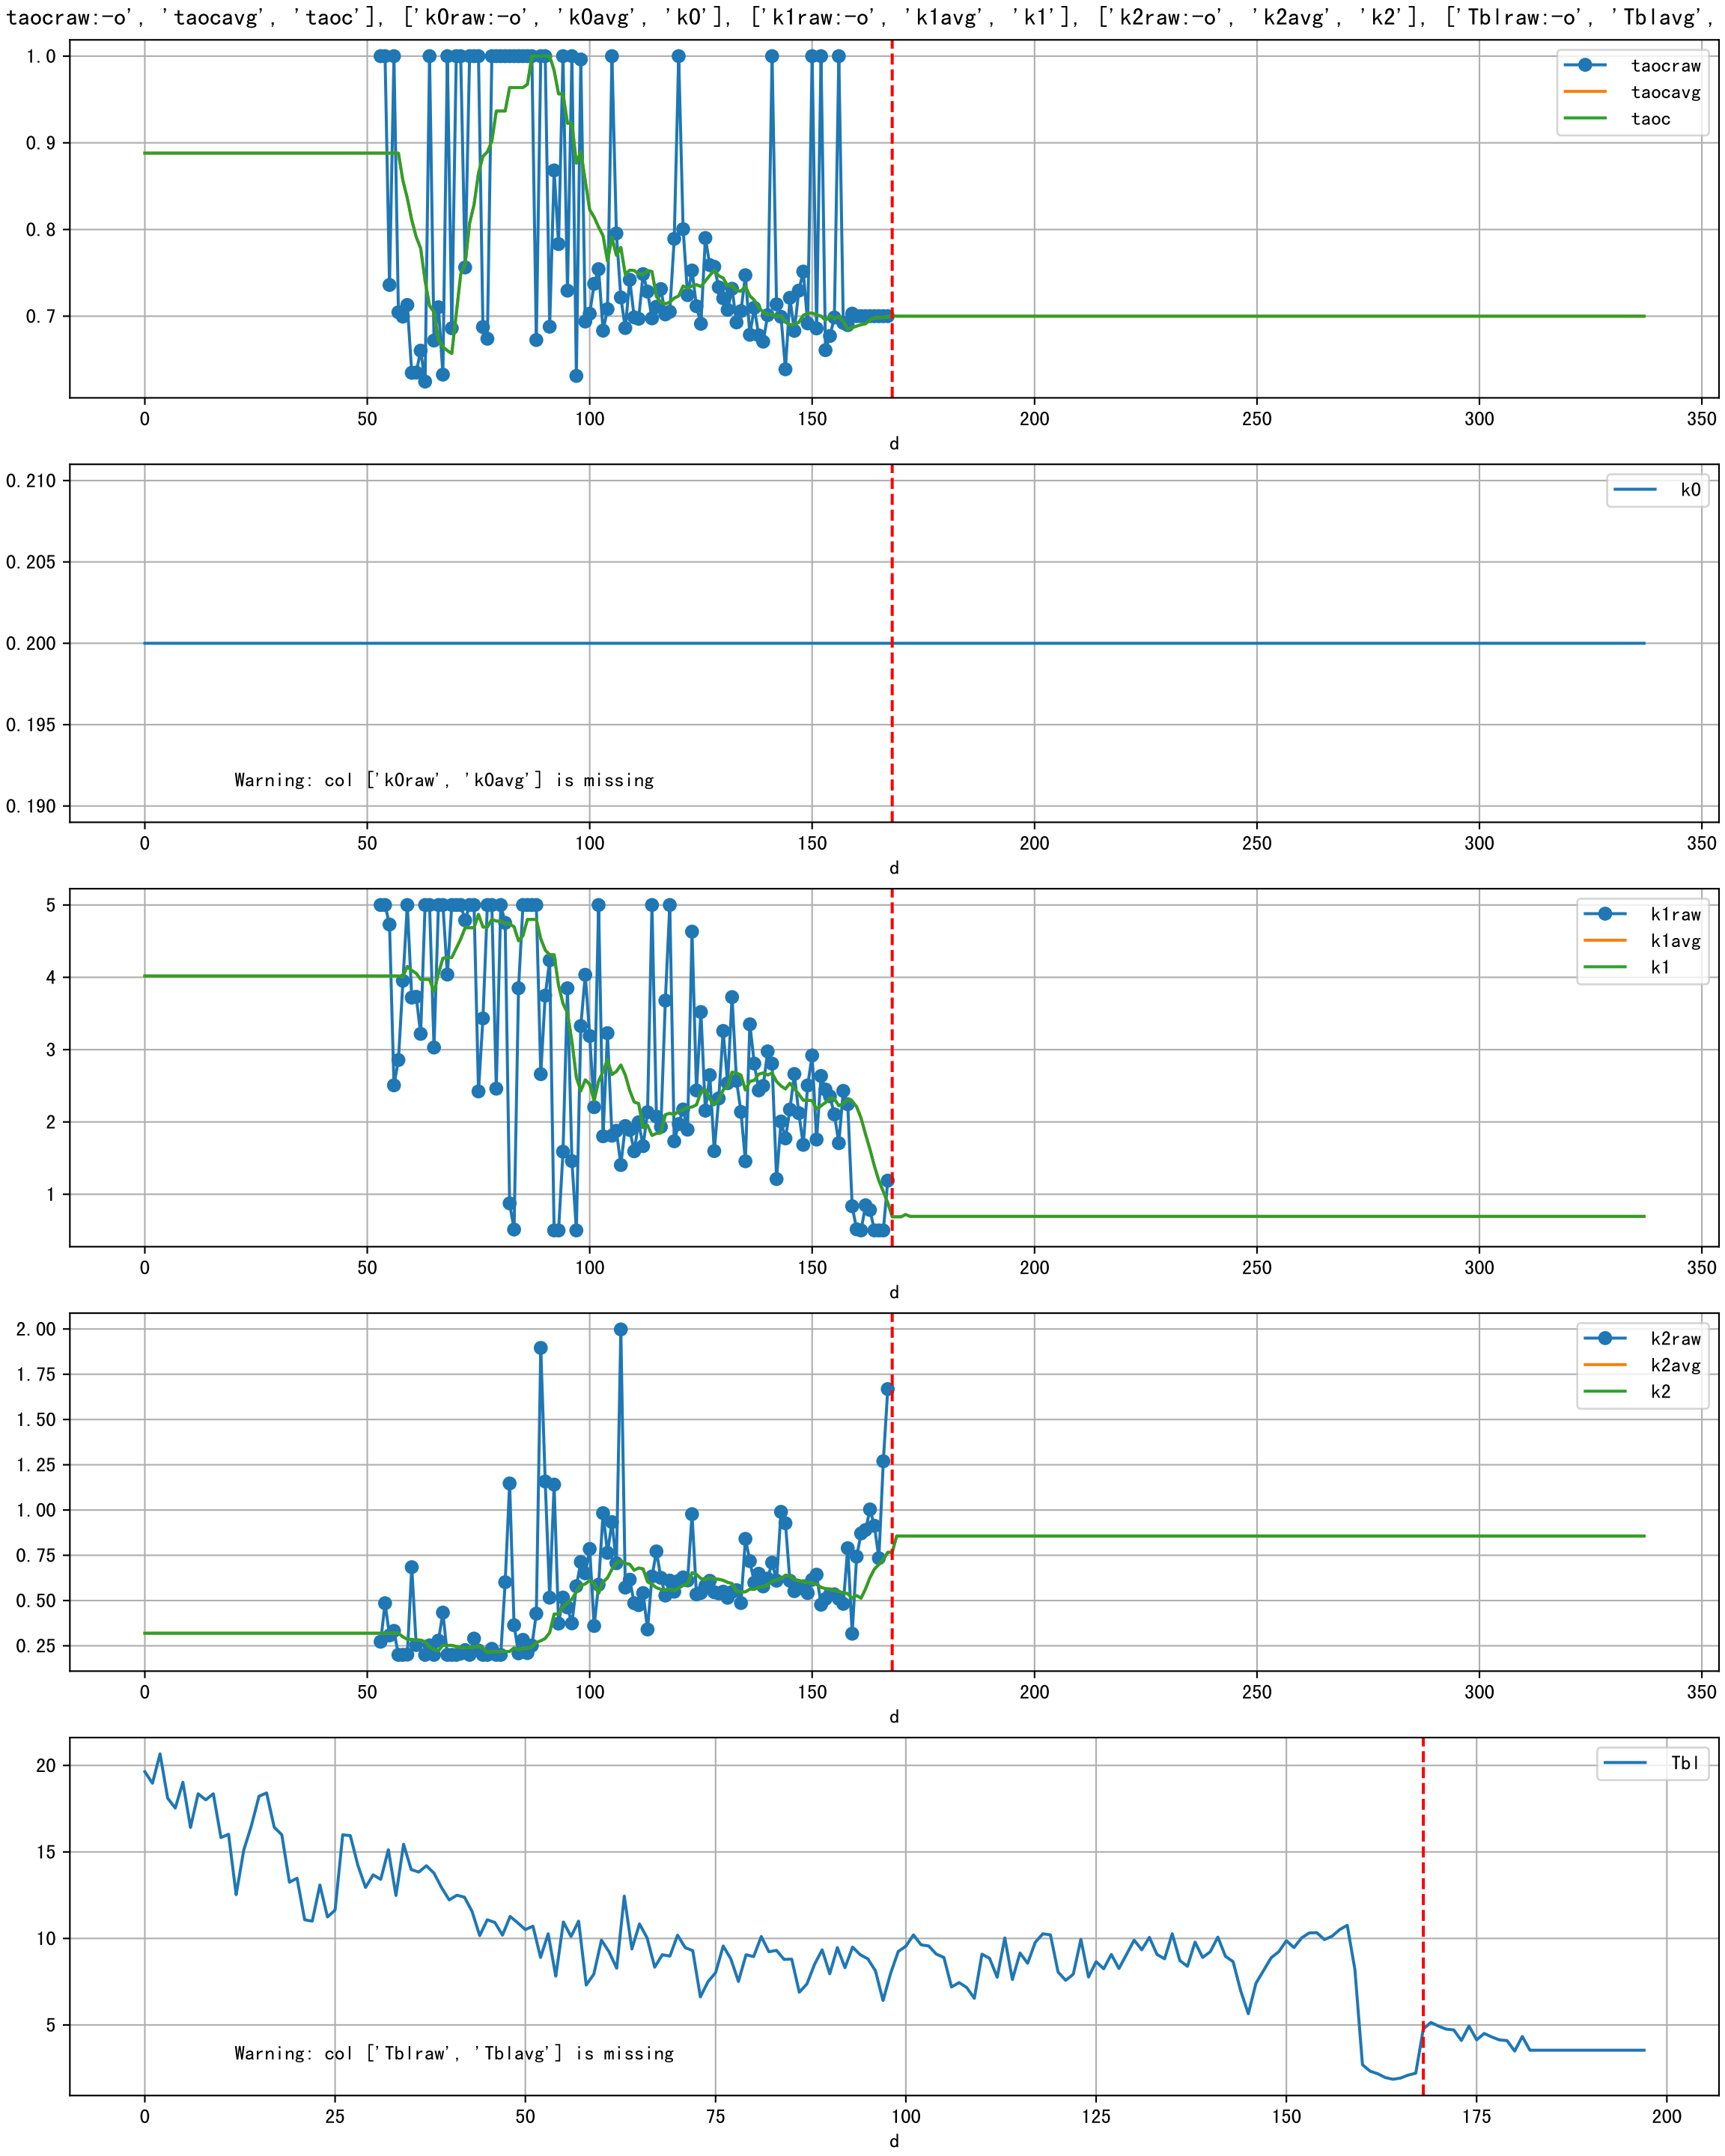 taocraw:-o', 'taocavg', 'taoc'], ['k0raw:-o', 'k0avg', 'k0'], ['k1raw:-o', 'k1avg', 'k1'], ['k2raw:-o', 'k2avg', 'k2'], ['Tblraw:-o', 'Tblavg',
1.0
0.9
0.8
0.7
taocraw
taocavg
taoc
0 50 100 150 200 250 300 350
d
0.210
0.205
0.200
0.195
0.190
k0
Warning: col ['k0raw', 'k0avg'] is missing
0 50 100 150 200 250 300 350
d
5
4
3
2
1
k1raw
k1avg
k1
0 50 100 150 200 250 300 350
d
2.00
1.75
1.50
1.25
1.00
0.75
0.50
0.25
k2raw
k2avg
k2
0 50 100 150 200 250 300 350
d
20
15
10
5
Tbl
Warning: col ['Tblraw', 'Tblavg'] is missing
0 25 50 75 100 125 150 175 200
d